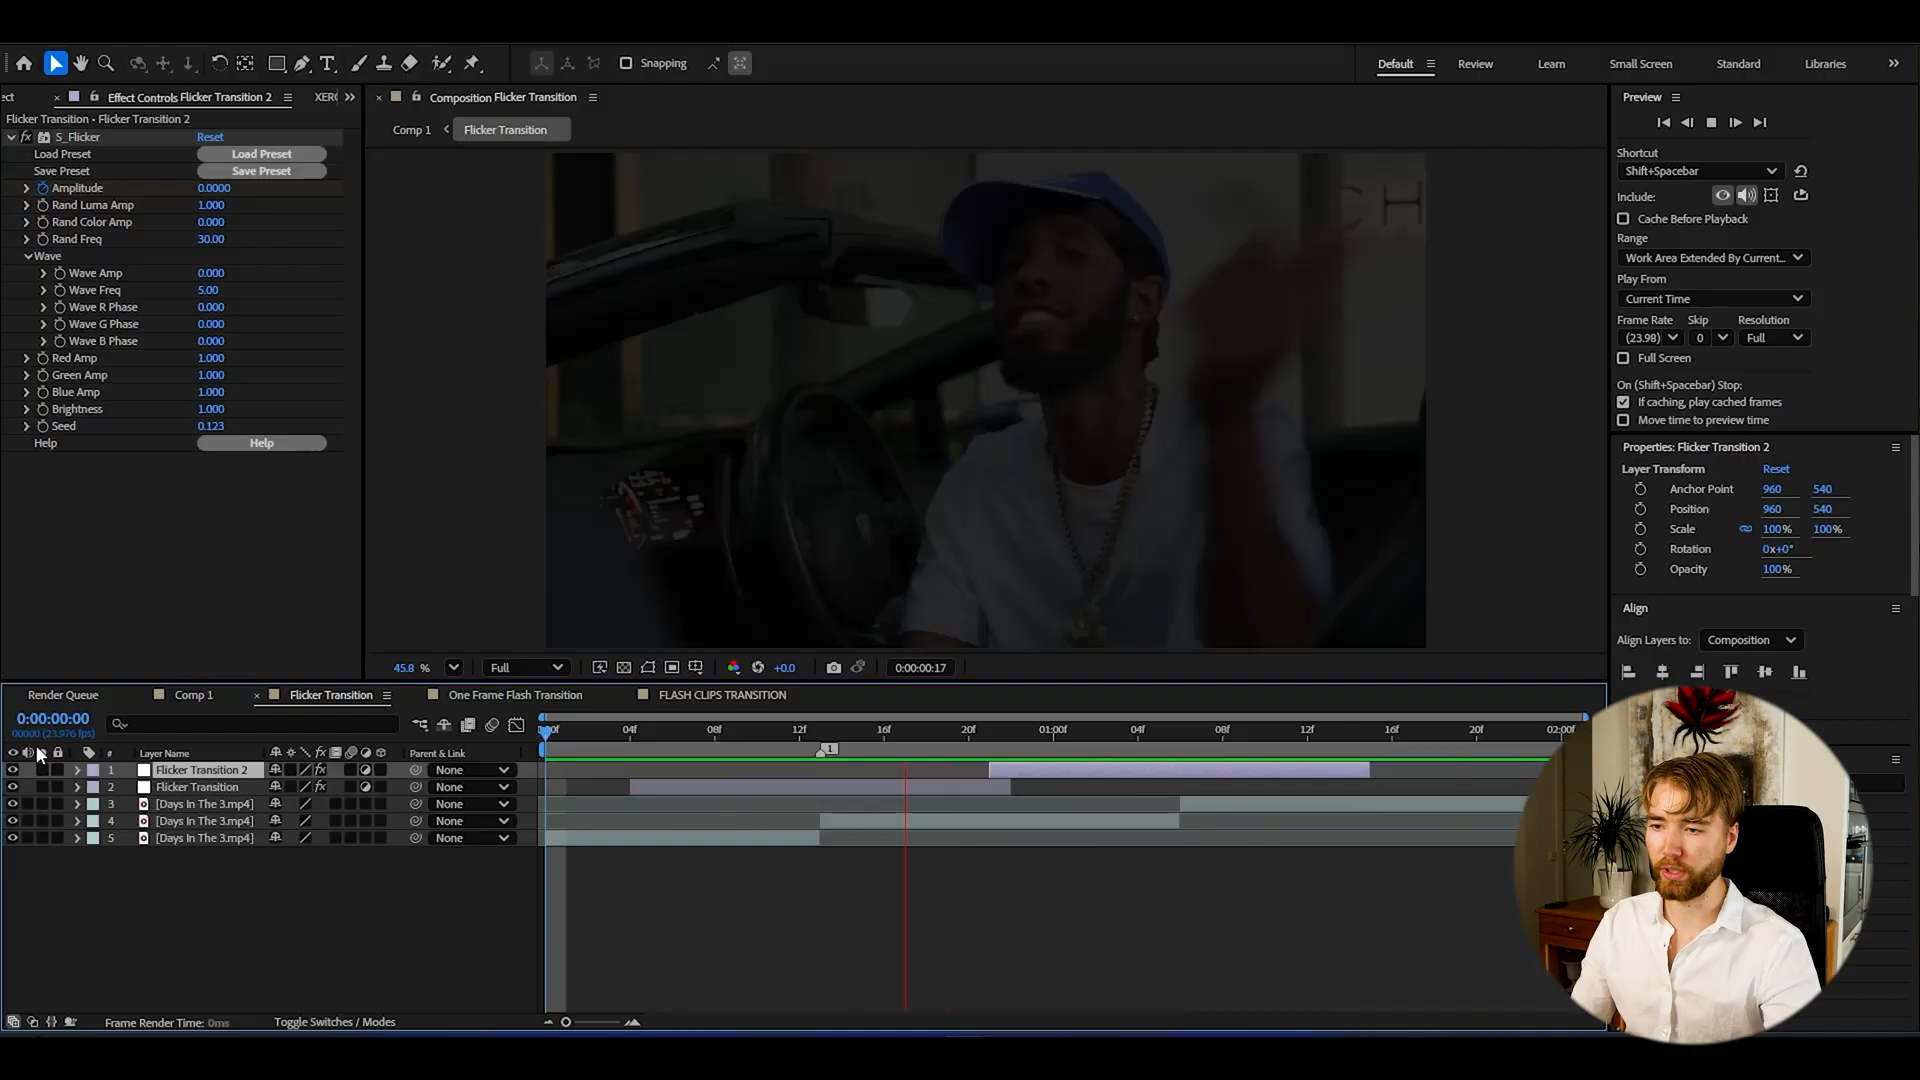 Snapping
Default
Review
Learn
Small Screen
Standard
Libraries
Effect Controls Flicker Transition 2
Composition Flicker Transition
Preview
Flicker Transition • Flicker Transition 2
Comp 1
Flicker Transition
S_Flicker
Reset
Load Preset
Load Preset
Save Preset
Save Preset
Amplitude
0.0000
Rand Luma Amp
1.000
Rand Color Amp
0.000
Rand Freq
30.00
Wave
Wave Amp
0.000
Wave Freq
5.00
Wave R Phase
0.000
Wave G Phase
0.000
Wave B Phase
0.000
Red Amp
1.000
Green Amp
1.000
Blue Amp
1.000
Brightness
1.000
Seed
0.123
Help
Help
CH
Shortcut
Shift+Spacebar
Include:
Cache Before Playback
Range
Work Area Extended By Current...
Play From
Current Time
Frame Rate
Skip
Resolution
(23.98)
0
Full
Full Screen
On (Shift+Spacebar) Stop:
If caching, play cached frames
Move time to preview time
Properties: Flicker Transition 2
Layer Transform
Reset
Anchor Point
960
540
Position
960
540
Scale
100%
100%
Rotation
0x+0°
Opacity
100%
Align
Align Layers to:
Composition
45.8 %
Full
+0.0
0:00:00:17
Render Queue
Comp 1
Flicker Transition
One Frame Flash Transition
FLASH CLIPS TRANSITION
0:00:00:00
00000 (23.976 fps)
04f
08f
12f
16f
20f
01:00f
04f
08f
12f
16f
20f
02:00f
#
Layer Name
Parent & Link
1
1
Flicker Transition 2
None
2
Flicker Transition
None
3
[Days In The 3.mp4]
None
4
[Days In The 3.mp4]
None
5
[Days In The 3.mp4]
None
Frame Render Time: 0ms
Toggle Switches / Modes